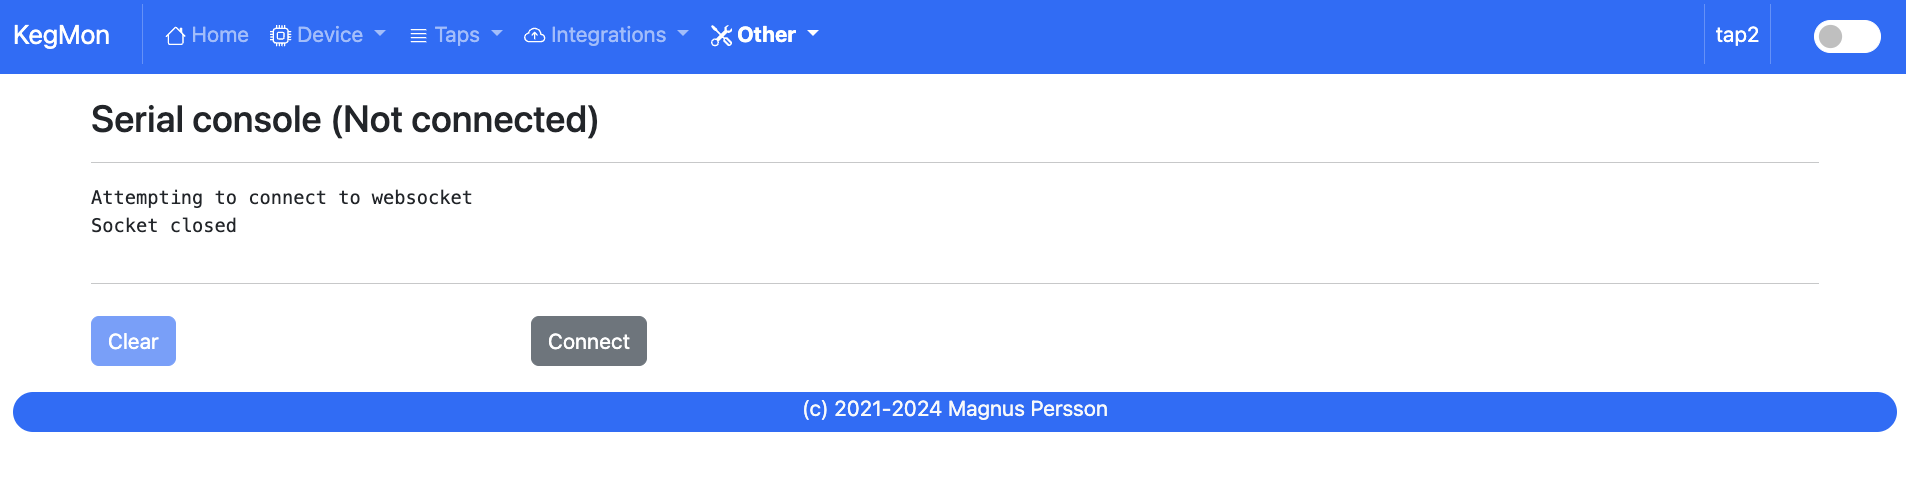 KegMon Home Device Taps Integrations Other tap2
Serial console (Not connected)
Attempting to connect to websocket
Socket closed
Clear Connect
(c) 2021-2024 Magnus Persson